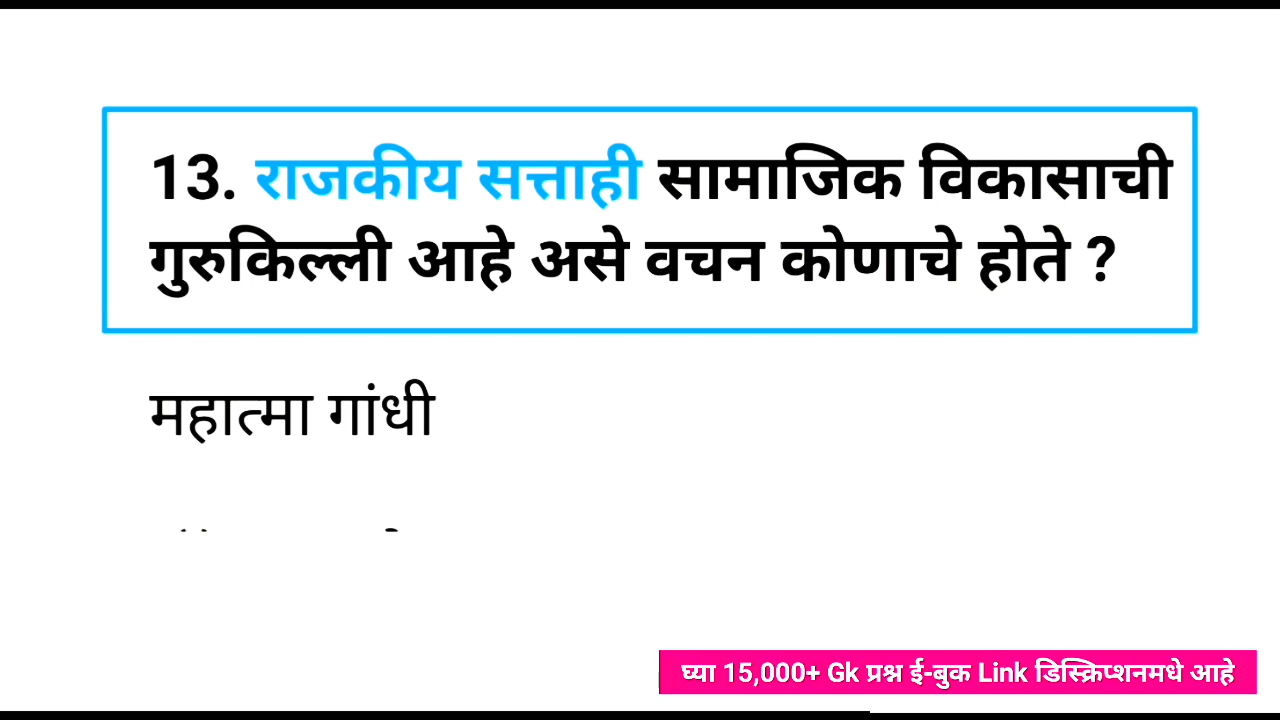 13. राजकीय सत्ताही सामाजिक विकासाची
गुरुकिल्ली आहे असे वचन कोणाचे होते ?
महात्मा गांधी
घ्या 15,000+ Gk प्रश्न ई-बुक Link डिस्क्रिप्शनमधे आहे